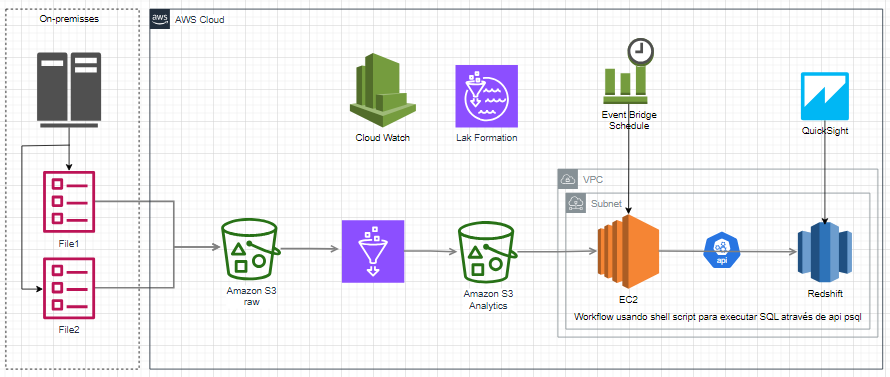 On-premisses
aws
AWS Cloud
Cloud Watch
Lak Formation
Event Bridge
Schedule
QuickSight
VPC
Subnet
File1
File2
Amazon S3
raw
Amazon S3
Analytics
EC2
api
Redshift
Workflow usando shell script para executar SQL através de api psql